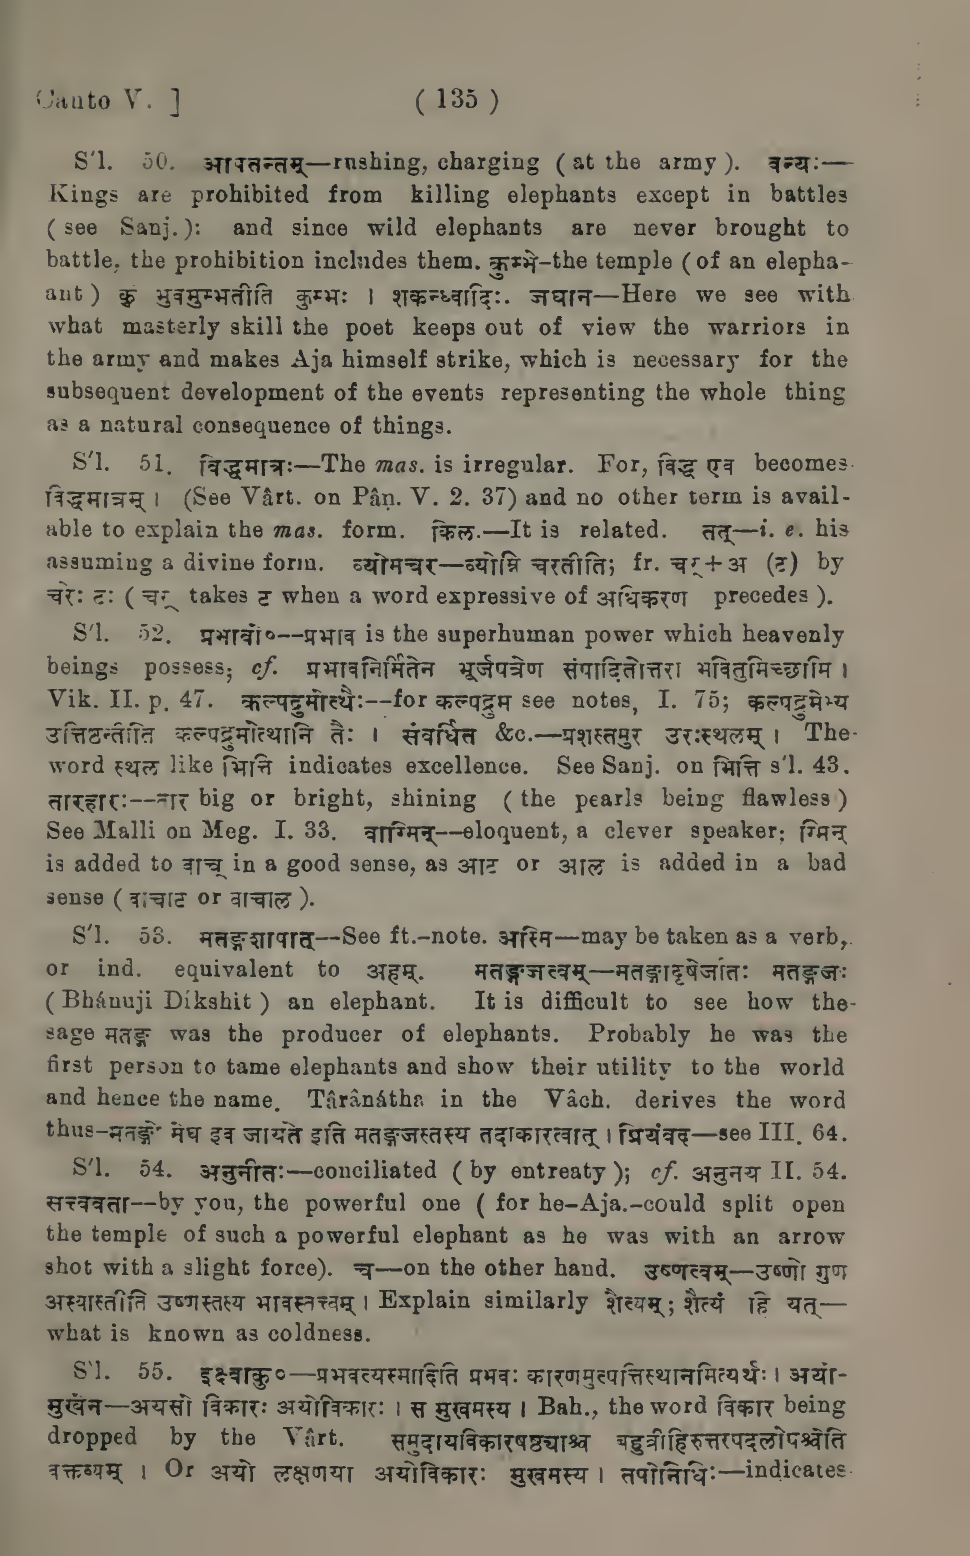 Canto V. ] ( 135 )
S'l. 50. आपतन्तम्—rushing, charging ( at the army ). वन्यः—
Kings are prohibited from killing elephants except in battles
( see Sanj. ): and since wild elephants are never brought to
battle, the prohibition includes them. कुम्भे-the temple ( of an elepha-
ant ) कु भुवमुम्भतीति कुम्भः । शकन्ध्वादिः. जघान—Here we see with
what masterly skill the poet keeps out of view the warriors in
the army and makes Aja himself strike, which is necessary for the
subsequent development of the events representing the whole thing
as a natural consequence of things.
S'l. 51. विद्धमात्रः—The mas. is irregular. For, विद्ध एव becomes
विद्धमात्रम् । (See Vârt. on Pâṇ. V. 2. 37) and no other term is avail-
able to explain the mas. form. किल.—It is related. तत्—i. e. his
assuming a divine form. व्योमचर—व्योम्नि चरतीति; fr. चर्+अ (ट) by
चरेः टः ( चर् takes ट when a word expressive of अधिकरण precedes ).
S'l. 52. प्रभावो०--प्रभाव is the superhuman power which heavenly
beings possess; cf. प्रभावनिर्मितेन भूर्जपत्रेण संपादितोत्तरा भवितुमिच्छामि ।
Vik. II. p. 47. कल्पद्रुमोत्थैः--for कल्पद्रुम see notes, I. 75; कल्पद्रुमेभ्य
उत्तिष्ठन्तीति कल्पद्रुमोत्थानि तैः । संवर्धित &c.—प्रशस्तमुर उरःस्थलम् । The
word स्थल like भित्ति indicates excellence. See Sanj. on भित्ति s'l. 43.
तारहारः--तार big or bright, shining ( the pearls being flawless )
See Malli on Meg. I. 33. वाग्मिन्--eloquent, a clever speaker; ग्मिन्
is added to वाच् in a good sense, as आट or आल is added in a bad
sense ( वाचाट or वाचाल ).
S'l. 53. मतङ्गशापात्--See ft.-note. अस्मि—may be taken as a verb,
or ind. equivalent to अहम्. मतङ्गजत्वम्—मतङ्गादृषेर्जातः मतङ्गजः
( Bhánuji Díkshit ) an elephant. It is difficult to see how the
sage मतङ्ग was the producer of elephants. Probably he was the
first person to tame elephants and show their utility to the world
and hence the name. Târânátha in the Vâch. derives the word
thus-मतङ्गो मेघ इव जायते इति मतङ्गजस्तस्य तदाकारत्वात् । प्रियंवद—see III. 64.
S'l. 54. अनुनीतः—conciliated ( by entreaty ); cf. अनुनय II. 54.
सत्त्ववता--by you, the powerful one ( for he-Aja.-could split open
the temple of such a powerful elephant as he was with an arrow
shot with a slight force). च—on the other hand. उष्णत्वम्—उष्णो गुण
अस्यास्तीति उष्णस्तस्य भावस्तत्त्वम् । Explain similarly शैत्यम्; शैत्यं हि यत्—
what is known as coldness.
S'l. 55. इक्ष्वाकु०—प्रभवत्यस्मादिति प्रभवः कारणमुत्पत्तिस्थानमित्यर्थः । अयो-
मुखेन—अयसो विकारः अयोविकारः । स मुखमस्य । Bah., the word विकार being
dropped by the Vârt. समुदायविकारषष्ठ्याश्च बहुव्रीहिरुत्तरपदलोपश्चेति
वक्तव्यम् । Or अयो लक्षणया अयोविकारः मुखमस्य । तपोनिधिः—indicates